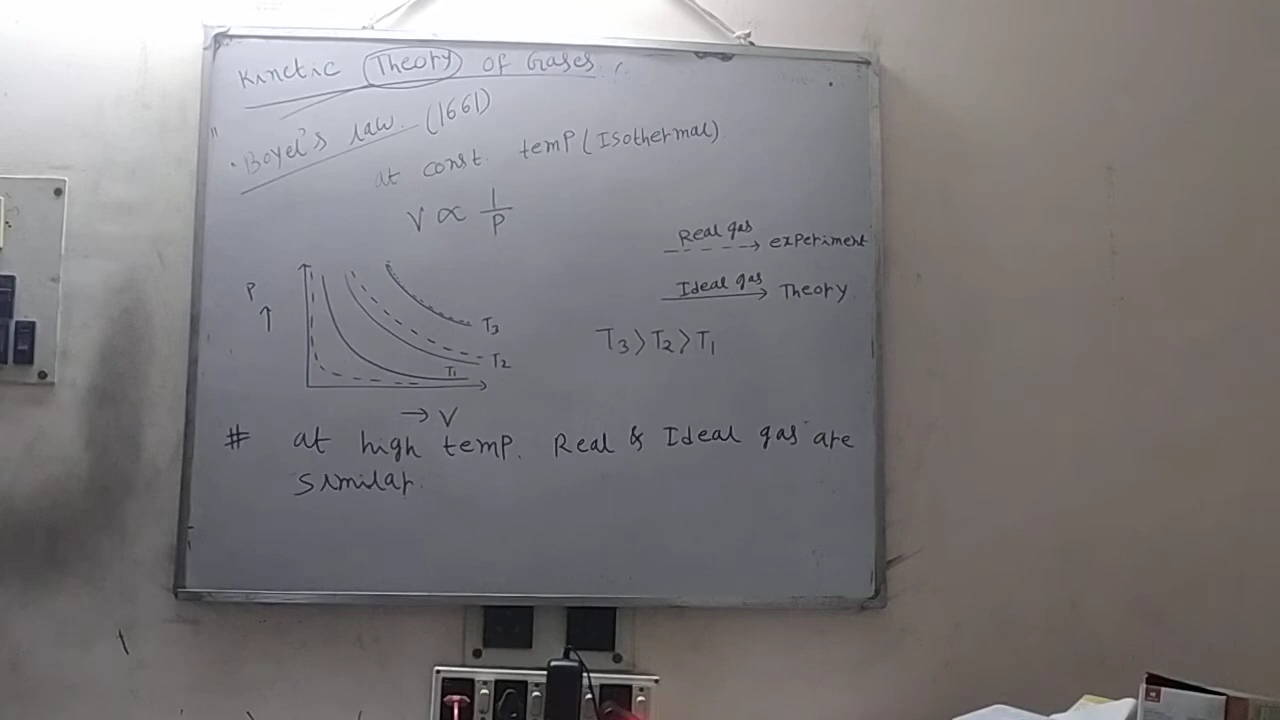 Kinetic Theory of Gases
• Boyel's law. (1661)
at const. temp (Isothermal)
V ∝ 1/P
Real gas
experiment
Ideal gas
Theory
P ↑
T3
T2
T1
→ V
T3 > T2 > T1
# at high temp. Real & Ideal gas are
similar.